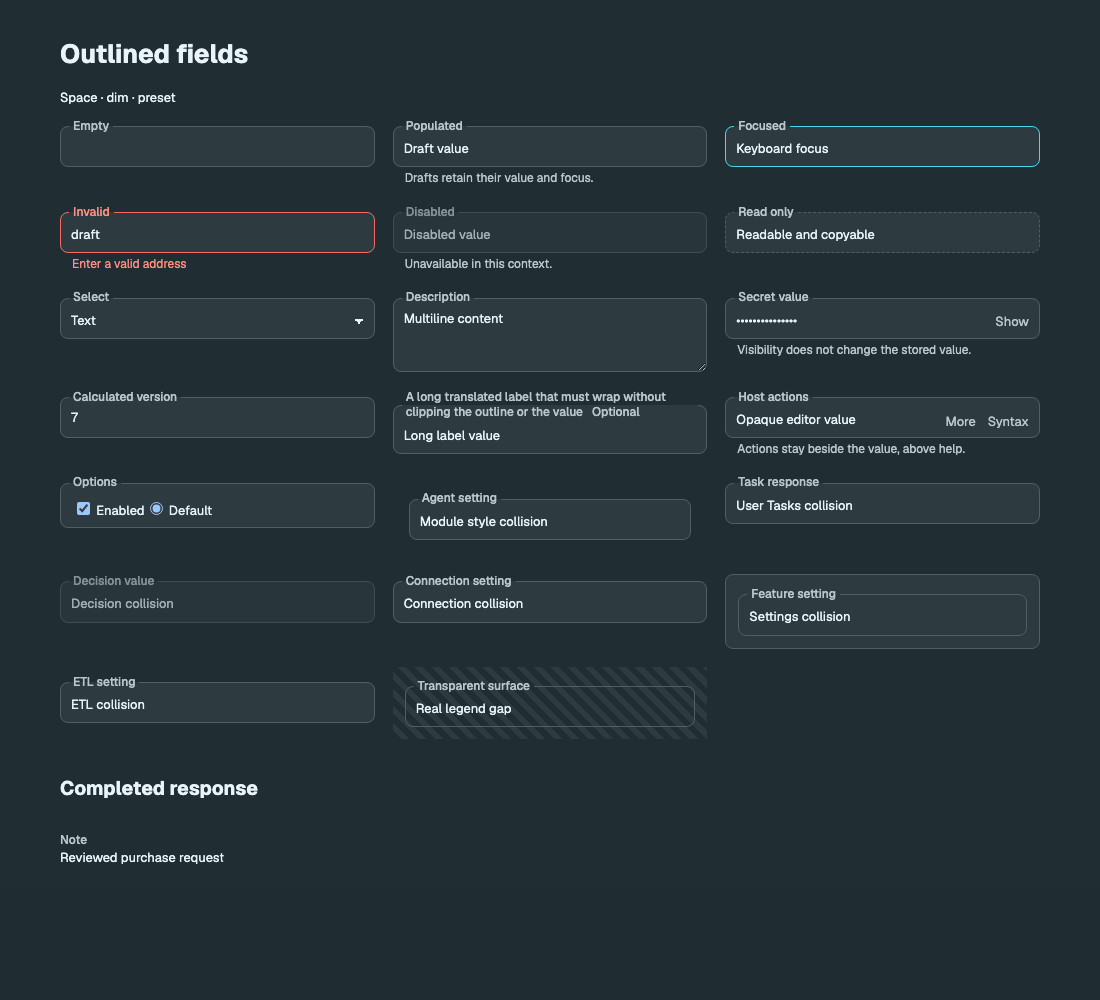 Outlined fields
Space · dim · preset
Empty
Populated
Draft value
Drafts retain their value and focus.
Focused
Keyboard focus
Invalid
draft
Enter a valid address
Disabled
Disabled value
Unavailable in this context.
Read only
Readable and copyable
Select
Text
Description
Multiline content
Secret value
•••••••••••••••
Show
Visibility does not change the stored value.
Calculated version
7
A long translated label that must wrap without
clipping the outline or the value Optional
Long label value
Host actions
Opaque editor value More Syntax
Actions stay beside the value, above help.
Options
Enabled Default
Agent setting
Module style collision
Task response
User Tasks collision
Decision value
Decision collision
Connection setting
Connection collision
Feature setting
Settings collision
ETL setting
ETL collision
Transparent surface
Real legend gap
Completed response
Note
Reviewed purchase request